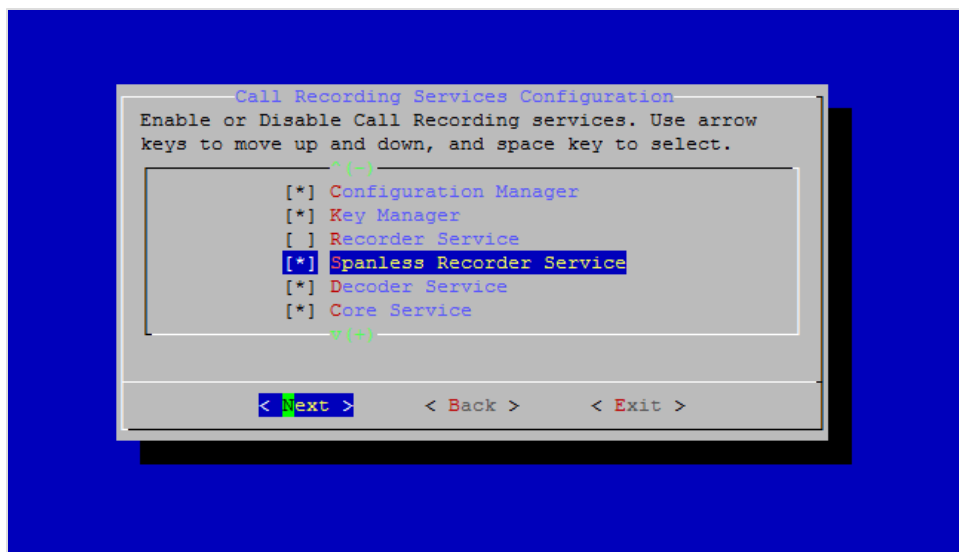 Call Recording Services Configuration
Enable or Disable Call Recording services. Use arrow
keys to move up and down, and space key to select.
^(-)
[*] Configuration Manager
[*] Key Manager
[ ] Recorder Service
[*] Spanless Recorder Service
[*] Decoder Service
[*] Core Service
v(+)
< Next > < Back > < Exit >